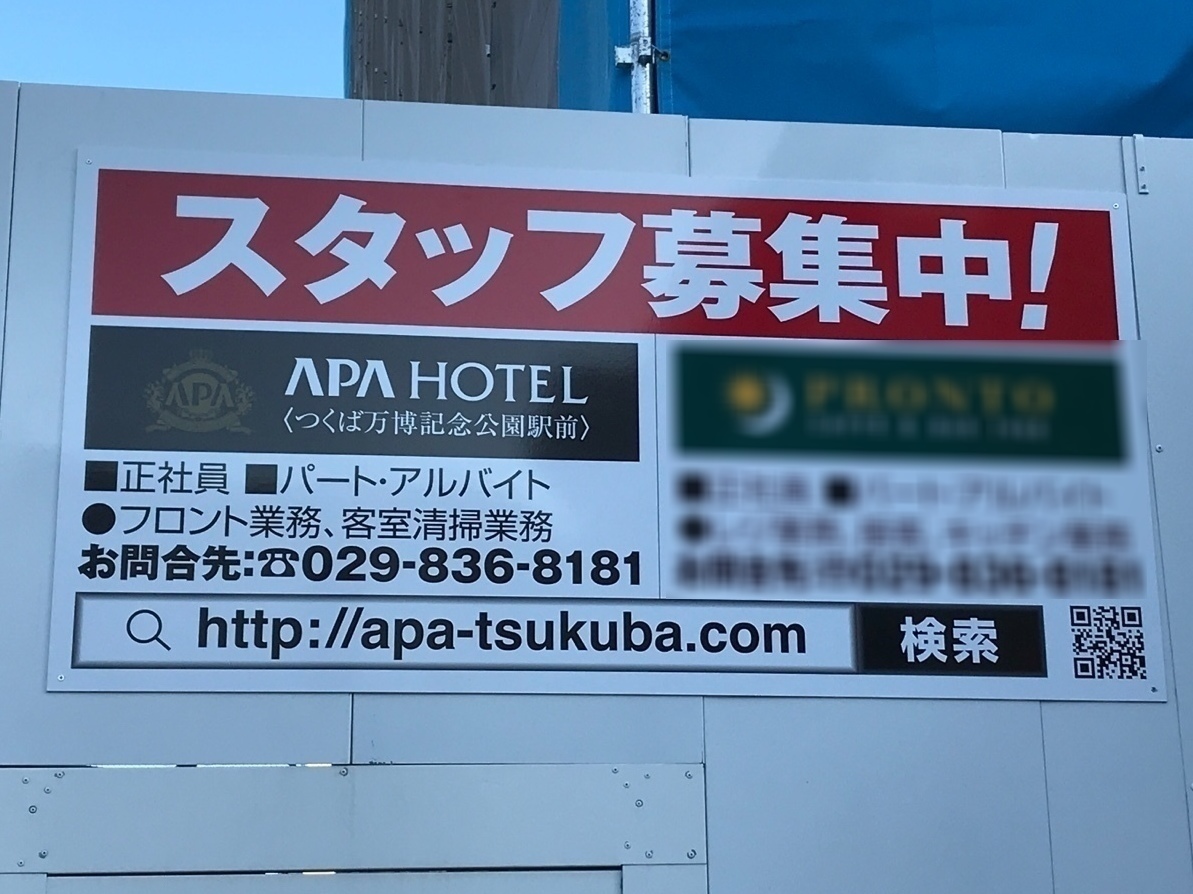 スタッフ募集中!
APA
APA HOTEL
〈つくば万博記念公園駅前〉
■正社員 ■パート・アルバイト
●フロント業務、客室清掃業務
お問合先:☎029-836-8181
PRONTO
http://apa-tsukuba.com 検索